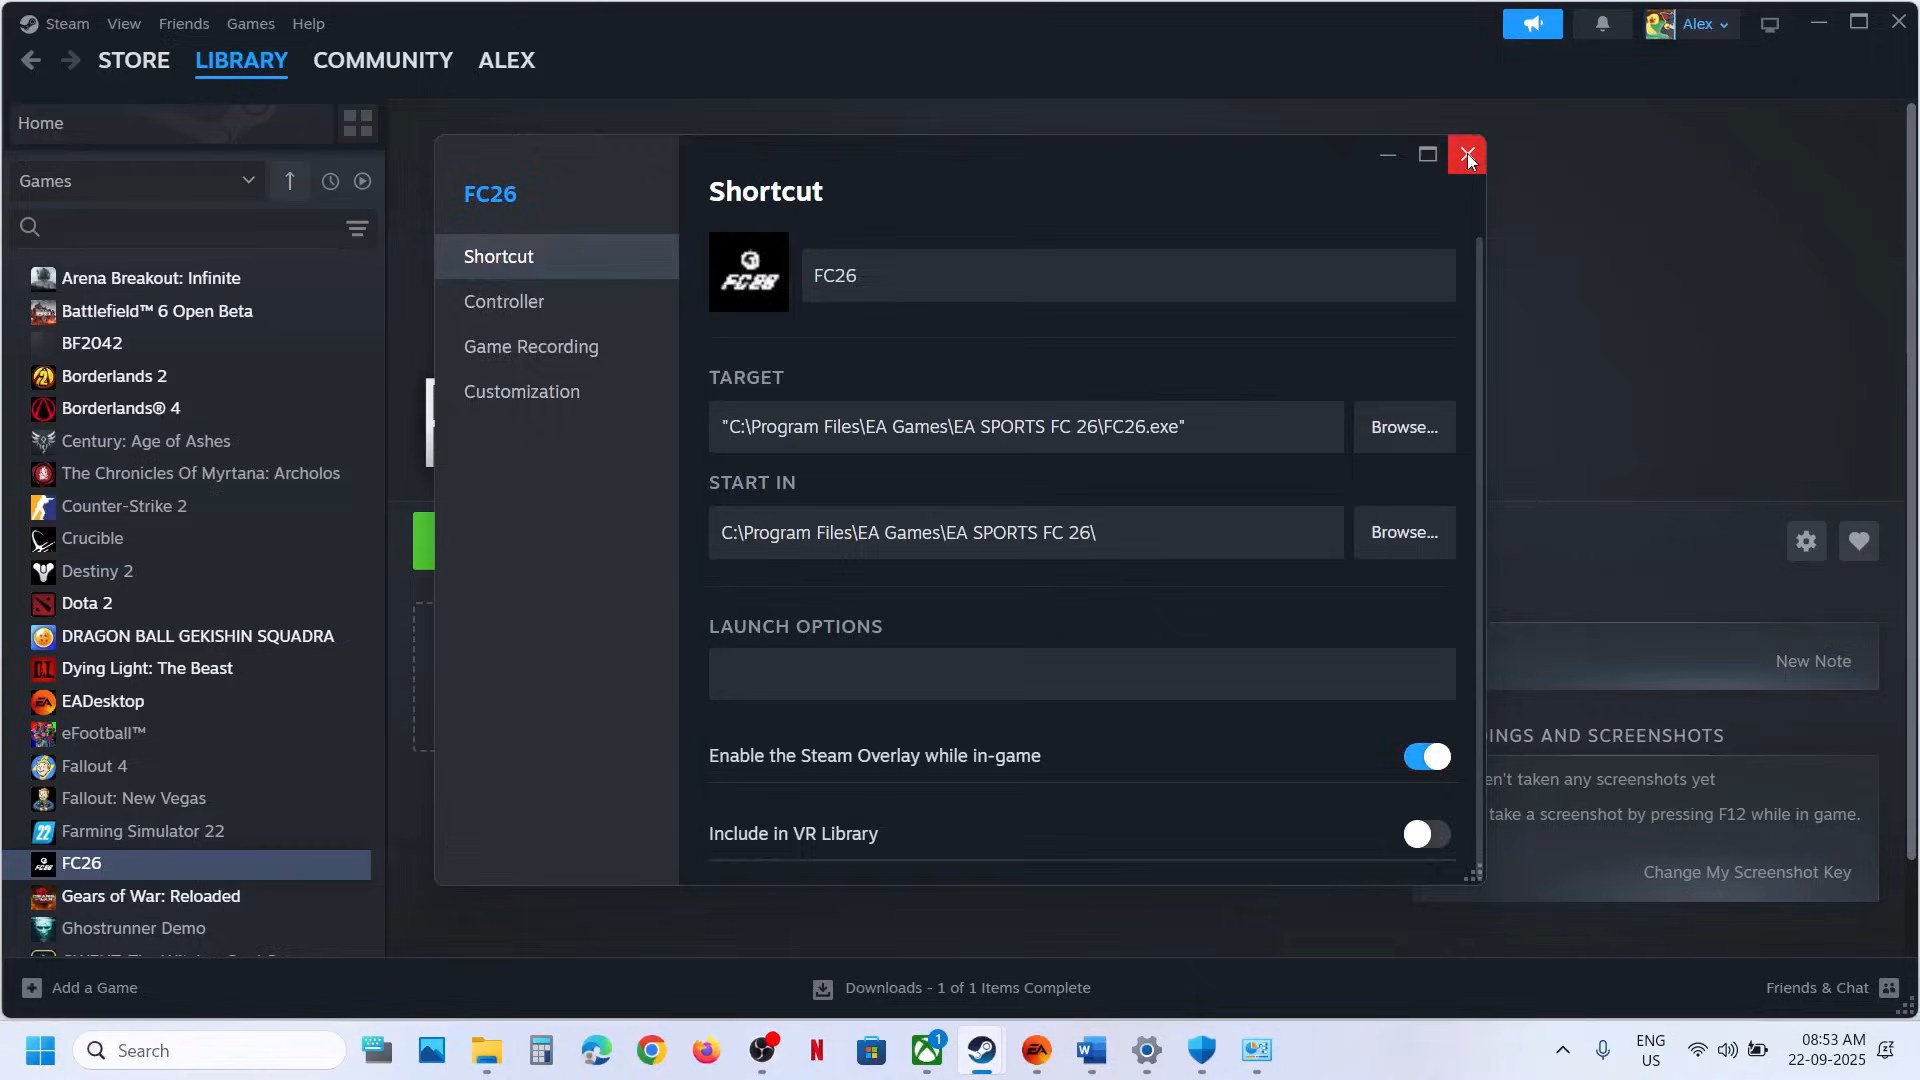 Steam View Friends Games Help
Alex
STORE LIBRARY COMMUNITY ALEX
Home
Games
Arena Breakout: Infinite
Battlefield™ 6 Open Beta
BF2042
Borderlands 2
Borderlands® 4
Century: Age of Ashes
The Chronicles Of Myrtana: Archolos
Counter-Strike 2
Crucible
Destiny 2
Dota 2
DRAGON BALL GEKISHIN SQUADRA
Dying Light: The Beast
EADesktop
eFootball™
Fallout 4
Fallout: New Vegas
Farming Simulator 22
FC26
Gears of War: Reloaded
Ghostrunner Demo
FC26
Shortcut
Controller
Game Recording
Customization
Shortcut
FC26
TARGET
"C:\Program Files\EA Games\EA SPORTS FC 26\FC26.exe"
Browse...
START IN
C:\Program Files\EA Games\EA SPORTS FC 26\
Browse...
LAUNCH OPTIONS
Enable the Steam Overlay while in-game
Include in VR Library
New Note
INGS AND SCREENSHOTS
en't taken any screenshots yet
take a screenshot by pressing F12 while in game.
Change My Screenshot Key
Add a Game
Downloads - 1 of 1 Items Complete
Friends & Chat
Search
1
ENG
US
08:53 AM
22-09-2025